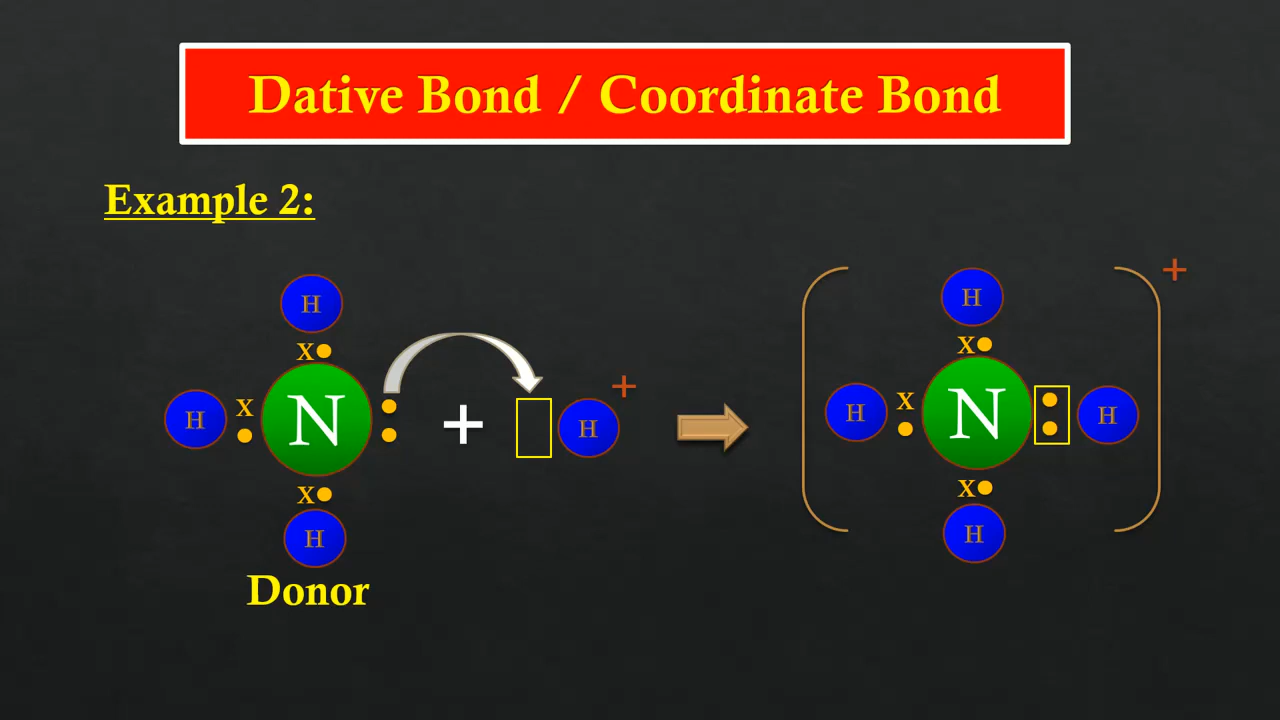 Dative Bond / Coordinate Bond
Example 2:
H
X
H X N + H + 
X
H
Donor
+
H
X
H X N H
X
H